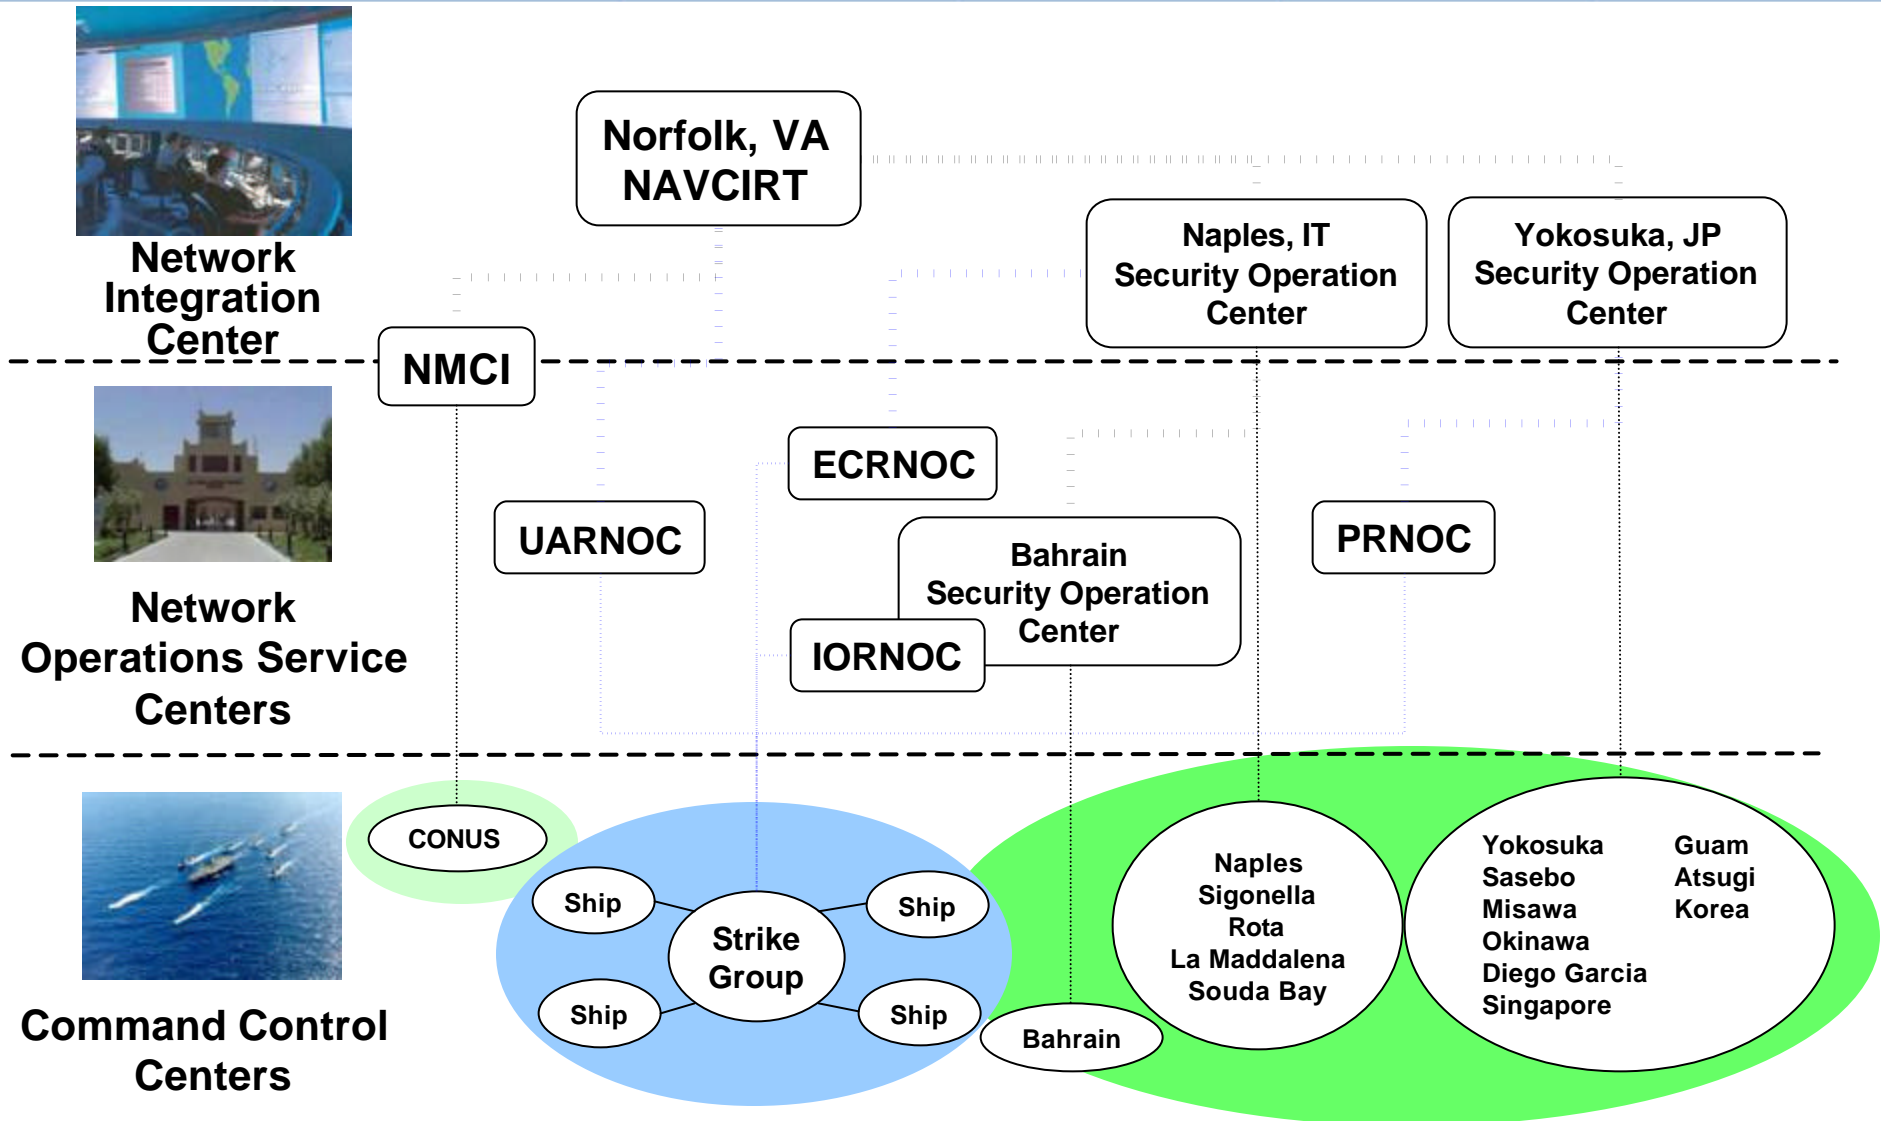 Network
Integration
Center
Norfolk, VA
NAVCIRT
Naples, IT
Security Operation
Center
Yokosuka, JP
Security Operation
Center
NMCI
Network
Operations Service
Centers
ECRNOC
UARNOC
Bahrain
Security Operation
Center
IORNOC
PRNOC
Command Control
Centers
CONUS
Ship
Ship
Strike
Group
Ship
Ship
Bahrain
Naples
Sigonella
Rota
La Maddalena
Souda Bay
Yokosuka
Sasebo
Misawa
Okinawa
Diego Garcia
Singapore
Guam
Atsugi
Korea